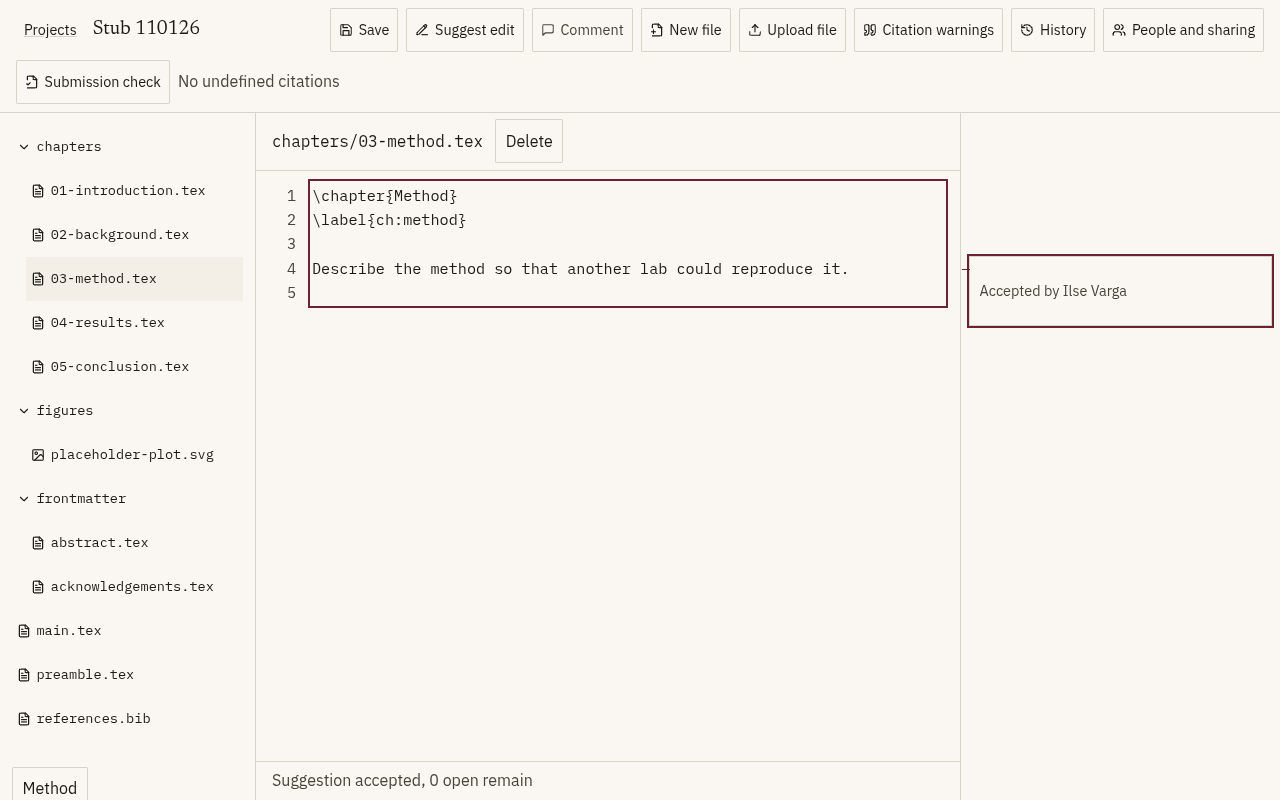 Projects
Stub 110126
Save
Suggest edit
Comment
New file
Upload file
Citation warnings
History
People and sharing
Submission check
No undefined citations
chapters
01-introduction.tex
02-background.tex
03-method.tex
04-results.tex
05-conclusion.tex
figures
placeholder-plot.svg
frontmatter
abstract.tex
acknowledgements.tex
main.tex
preamble.tex
references.bib
Method
chapters/03-method.tex
Delete
1 \chapter{Method}
2 \label{ch:method}
3
4 Describe the method so that another lab could reproduce it.
5
Suggestion accepted, 0 open remain
Accepted by Ilse Varga